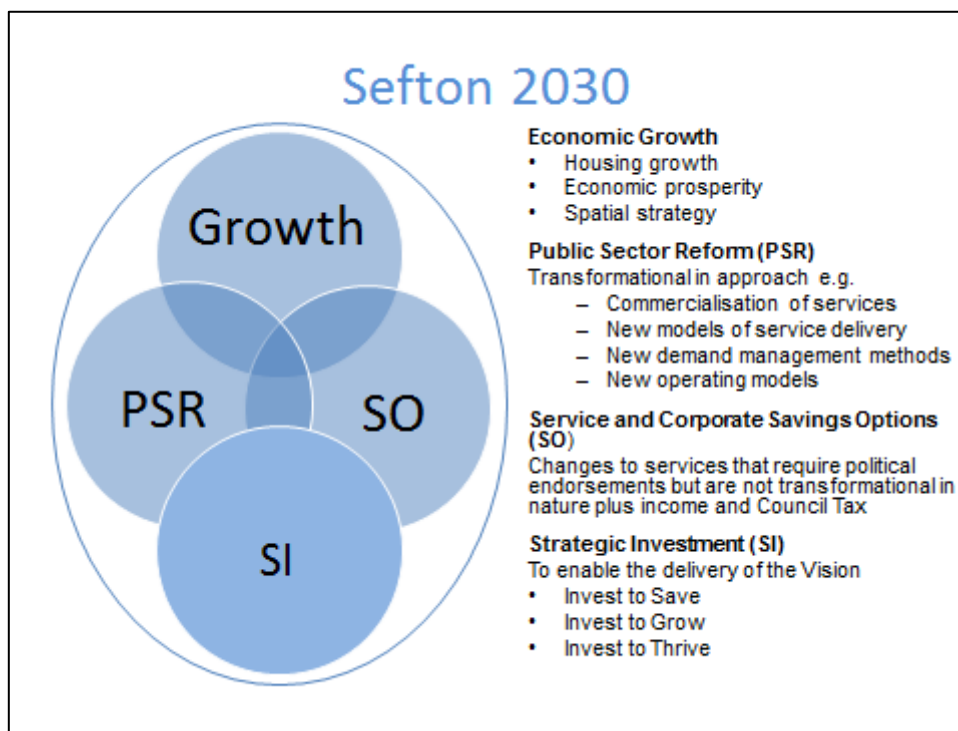 Sefton 2030
Growth
PSR
SO
SI
Economic Growth
• Housing growth
• Economic prosperity
• Spatial strategy
Public Sector Reform (PSR)
Transformational in approach e.g.
– Commercialisation of services
– New models of service delivery
– New demand management methods
– New operating models
Service and Corporate Savings Options
(SO)
Changes to services that require political
endorsements but are not transformational in
nature plus income and Council Tax
Strategic Investment (SI)
To enable the delivery of the Vision
• Invest to Save
• Invest to Grow
• Invest to Thrive